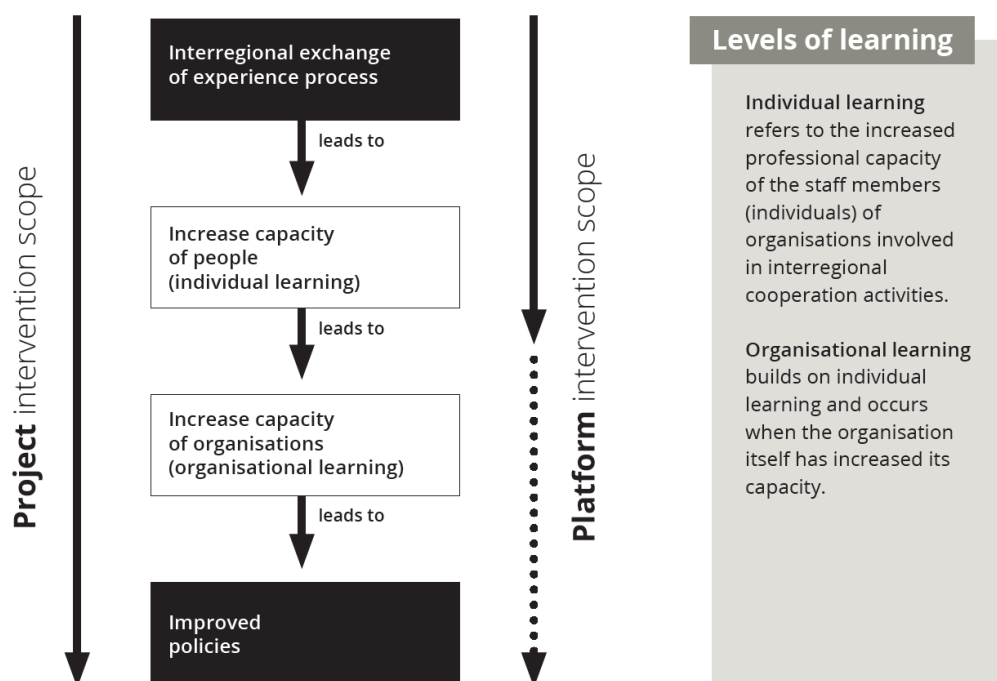 Project intervention scope
Interregional exchange
of experience process
leads to
Increase capacity
of people
(individual learning)
leads to
Increase capacity
of organisations
(organisational learning)
leads to
Improved
policies
Platform intervention scope
Levels of learning
Individual learning
refers to the increased
professional capacity
of the staff members
(individuals) of
organisations involved
in interregional
cooperation activities.
Organisational learning
builds on individual
learning and occurs
when the organisation
itself has increased its
capacity.